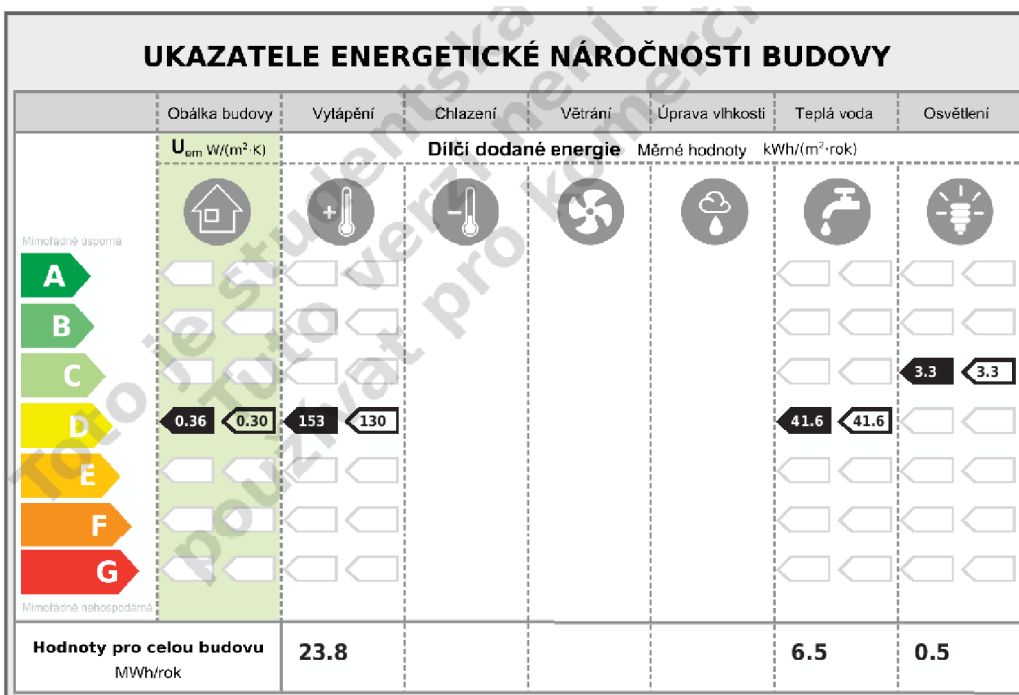 UKAZATELE ENERGETICKÉ NÁROČNOSTI BUDOVY
Obálka budovy Vytápění Chlazení Větrání Úprava vlhkosti Teplá voda Osvětlení
Uem W/(m²·K) Dílčí dodané energie Měrné hodnoty kWh/(m²·rok)
Mimořádně úsporná
A
B
C 3.3 3.3
D 0.36 0.30 153 130 41.6 41.6
E
F
G
Mimořádně nehospodárná
Hodnoty pro celou budovu 23.8 6.5 0.5
MWh/rok
Toto je studentská
Tuto verzi není
používat pro komerč